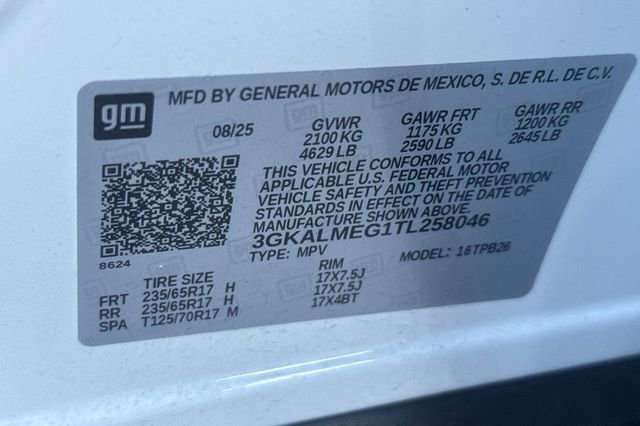 gm
MFD BY GENERAL MOTORS DE MEXICO, S. DE R.L. DE C.V.
08/25 GVWR GAWR FRT GAWR RR
2100 KG 1175 KG 1200 KG
4629 LB 2590 LB 2645 LB
THIS VEHICLE CONFORMS TO ALL
APPLICABLE U.S. FEDERAL MOTOR
VEHICLE SAFETY AND THEFT PREVENTION
STANDARDS IN EFFECT ON THE DATE OF
MANUFACTURE SHOWN ABOVE.
3GKALMEG1TL258046
8624
TYPE: MPV MODEL: 16TPB26
TIRE SIZE RIM
FRT 235/65R17 H 17X7.5J
RR 235/65R17 H 17X7.5J
SPA T125/70R17 M 17X4BT